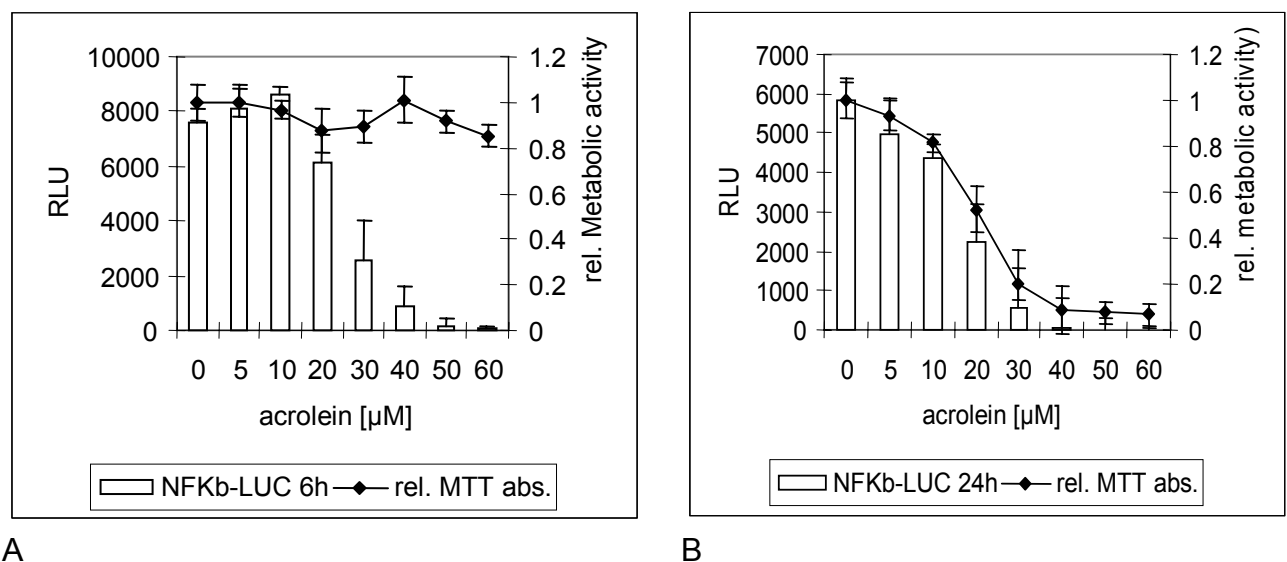 10000
8000
6000
4000
2000
0
RLU
1.2
1
0.8
0.6
0.4
0.2
0
rel. Metabolic activity
0 5 10 20 30 40 50 60
acrolein [µM]
NFKb-LUC 6h rel. MTT abs.
A
7000
6000
5000
4000
3000
2000
1000
0
RLU
1.2
1
0.8
0.6
0.4
0.2
0
rel. metabolic activity)
0 5 10 20 30 40 50 60
acrolein [µM]
NFKb-LUC 24h rel. MTT abs.
B